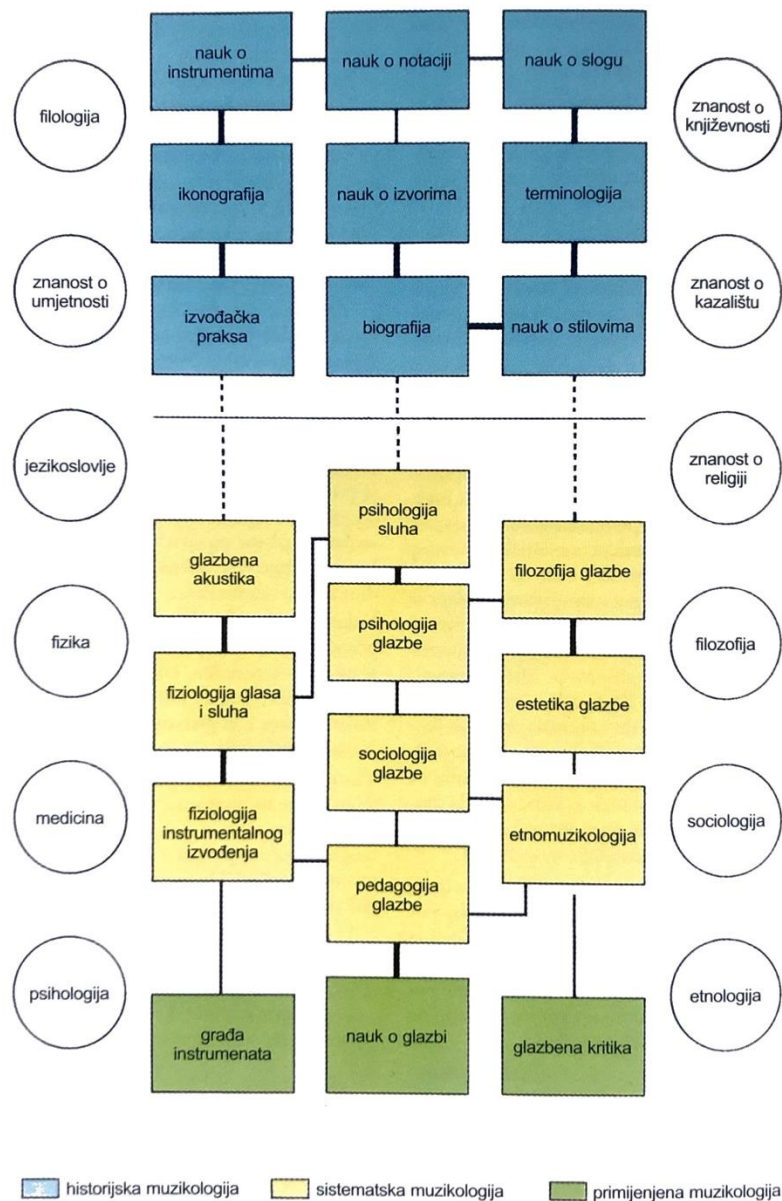 nauk o
instrumentima
nauk o notaciji
nauk o slogu
filologija
znanost o
književnosti
ikonografija
nauk o izvorima
terminologija
znanost o
umjetnosti
znanost o
kazalištu
izvođačka
praksa
biografija
nauk o stilovima
jezikoslovlje
znanost o
religiji
psihologija
sluha
glazbena
akustika
filozofija glazbe
fizika
psihologija
glazbe
filozofija
fiziologija glasa
i sluha
estetika glazbe
sociologija
glazbe
medicina
fiziologija
instrumentalnog
izvođenja
etnomuzikologija
sociologija
pedagogija
glazbe
psihologija
etnologija
građa
instrumenata
nauk o glazbi
glazbena kritika
historijska muzikologija
sistematska muzikologija
primijenjena muzikologija